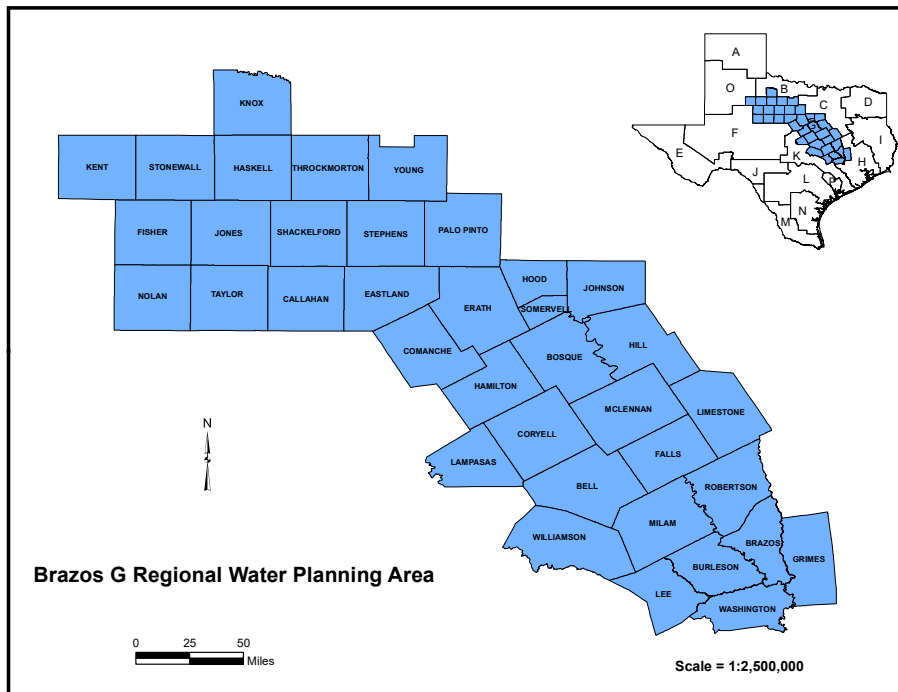 A
O
B
C
D
G
F
E
I
K
H
J
L
P
N
M
KNOX
KENT
STONEWALL
HASKELL
THROCKMORTON
YOUNG
FISHER
JONES
SHACKELFORD
STEPHENS
PALO PINTO
NOLAN
TAYLOR
CALLAHAN
EASTLAND
ERATH
HOOD
JOHNSON
SOMERVELL
COMANCHE
BOSQUE
HILL
HAMILTON
MCLENNAN
LIMESTONE
CORYELL
LAMPASAS
FALLS
BELL
ROBERTSON
WILLIAMSON
MILAM
BRAZOS
GRIMES
BURLESON
LEE
WASHINGTON
N
Brazos G Regional Water Planning Area
0 25 50
Miles
Scale = 1:2,500,000